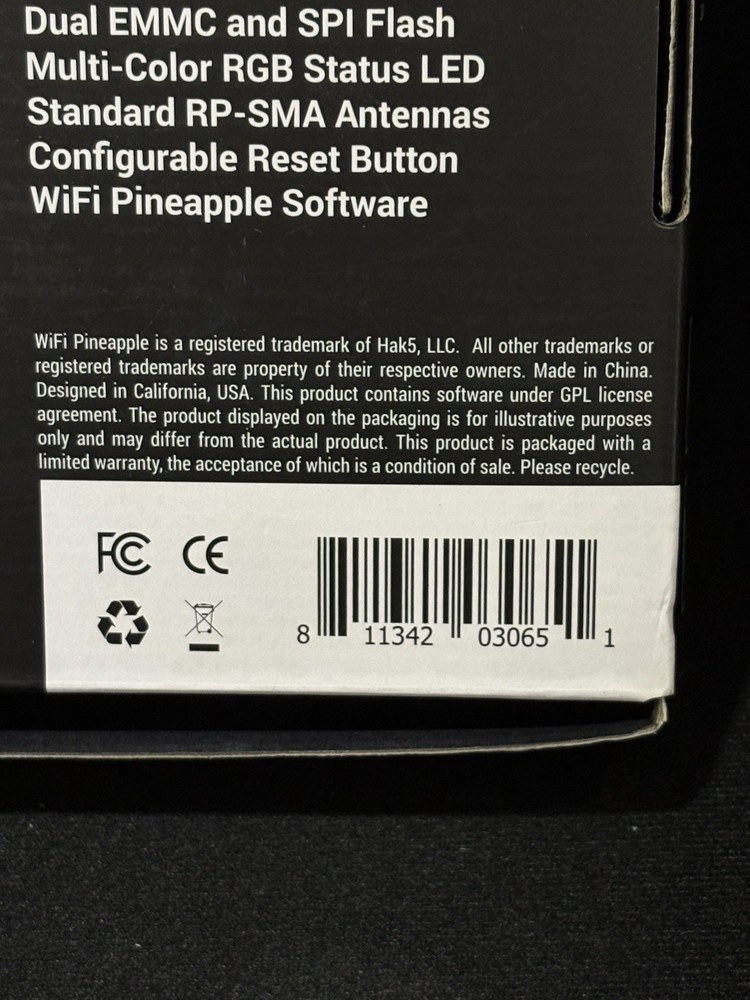 Dual EMMC and SPI Flash
Multi-Color RGB Status LED
Standard RP-SMA Antennas
Configurable Reset Button
WiFi Pineapple Software
WiFi Pineapple is a registered trademark of Hak5, LLC. All other trademarks or
registered trademarks are property of their respective owners. Made in China.
Designed in California, USA. This product contains software under GPL license
agreement. The product displayed on the packaging is for illustrative purposes
only and may differ from the actual product. This product is packaged with a
limited warranty, the acceptance of which is a condition of sale. Please recycle.
FC CE
8 11342 03065 1